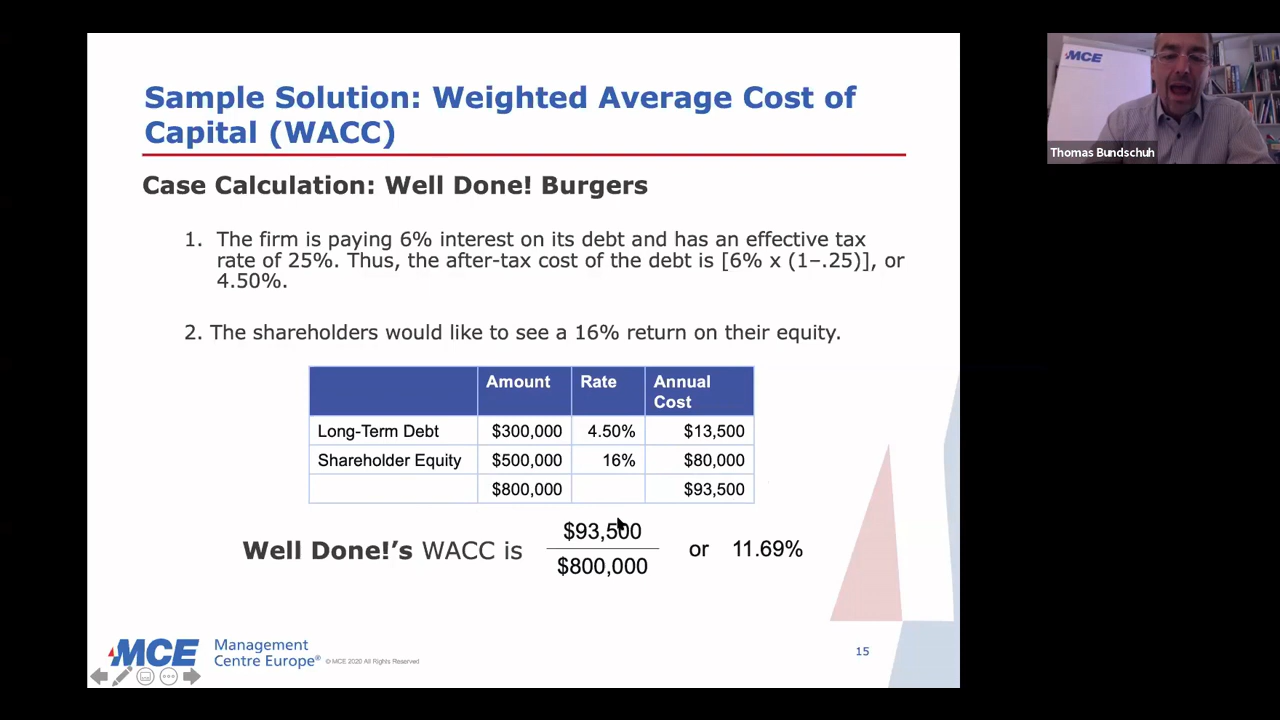 Sample Solution: Weighted Average Cost of
Capital (WACC)
Case Calculation: Well Done! Burgers
1. The firm is paying 6% interest on its debt and has an effective tax
rate of 25%. Thus, the after-tax cost of the debt is [6% x (1–.25)], or
4.50%.
2. The shareholders would like to see a 16% return on their equity.
Amount Rate Annual
Cost
Long-Term Debt $300,000 4.50% $13,500
Shareholder Equity $500,000 16% $80,000
$800,000 $93,500
$93,500
Well Done!’s WACC is or 11.69%
$800,000
MCE Management
Centre Europe® © MCE 2020 All Rights Reserved
15
MCE
Thomas Bundschuh